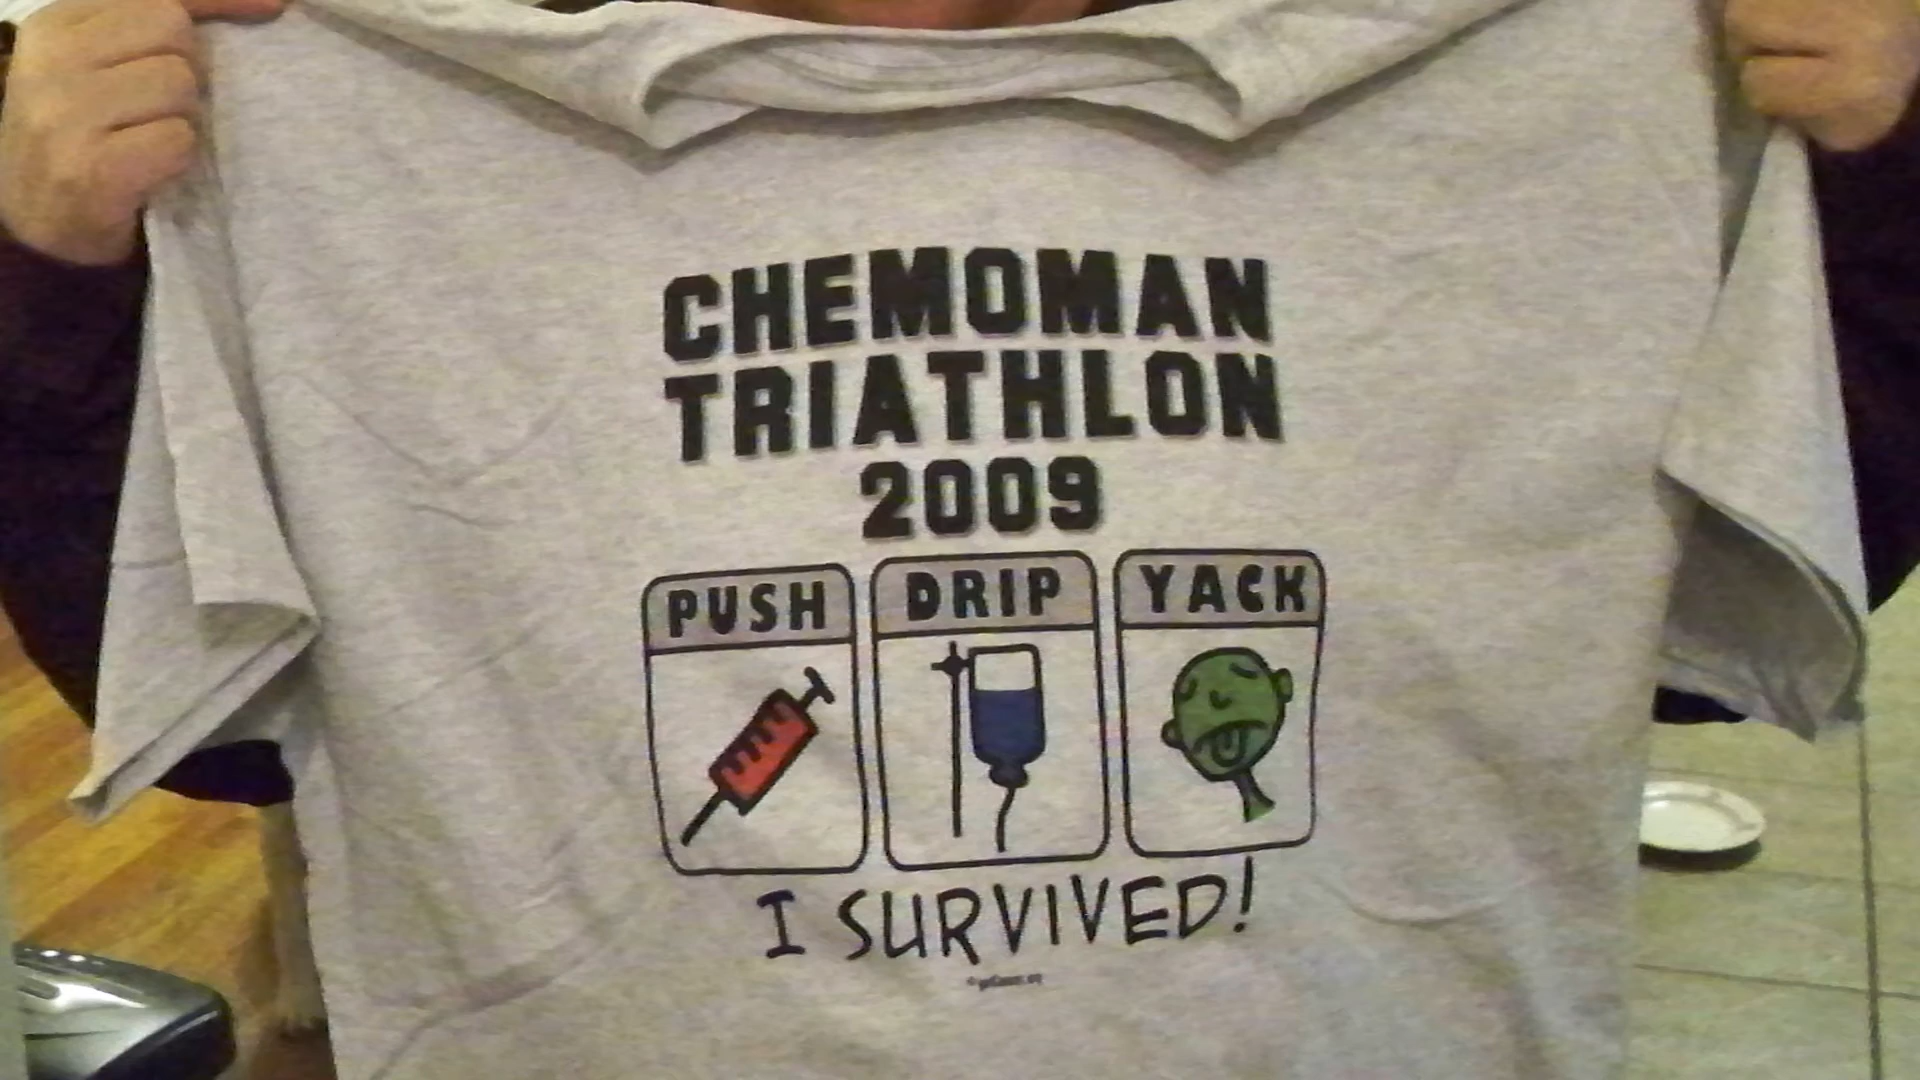 CHEMOMAN
TRIATHLON
2009
PUSH DRIP YACK
I SURVIVED!